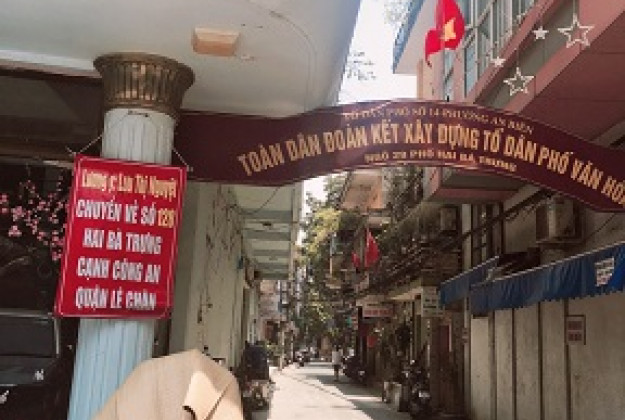 TỔ DÂN PHỐ SỐ 14 PHƯỜNG AN BIÊN
TOÀN DÂN ĐOÀN KẾT XÂY DỰNG TỔ DÂN PHỐ VĂN HOÁ
NGÕ 29 PHỐ HAI BÀ TRƯNG
Lương y: Lưu Thị Nguyệt
CHUYỂN VỀ SỐ 128
HAI BÀ TRƯNG
CẠNH CÔNG AN
QUẬN LÊ CHÂN